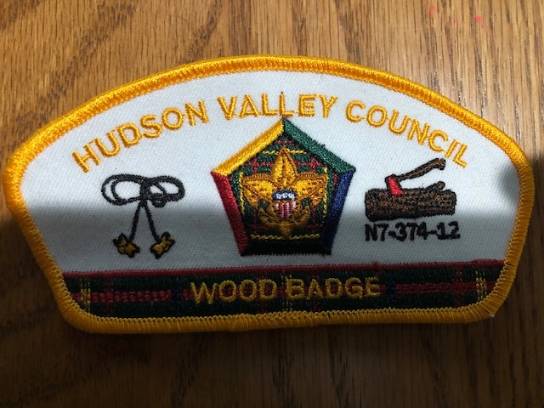 HUDSON VALLEY COUNCIL
N7-374-12
WOOD BADGE